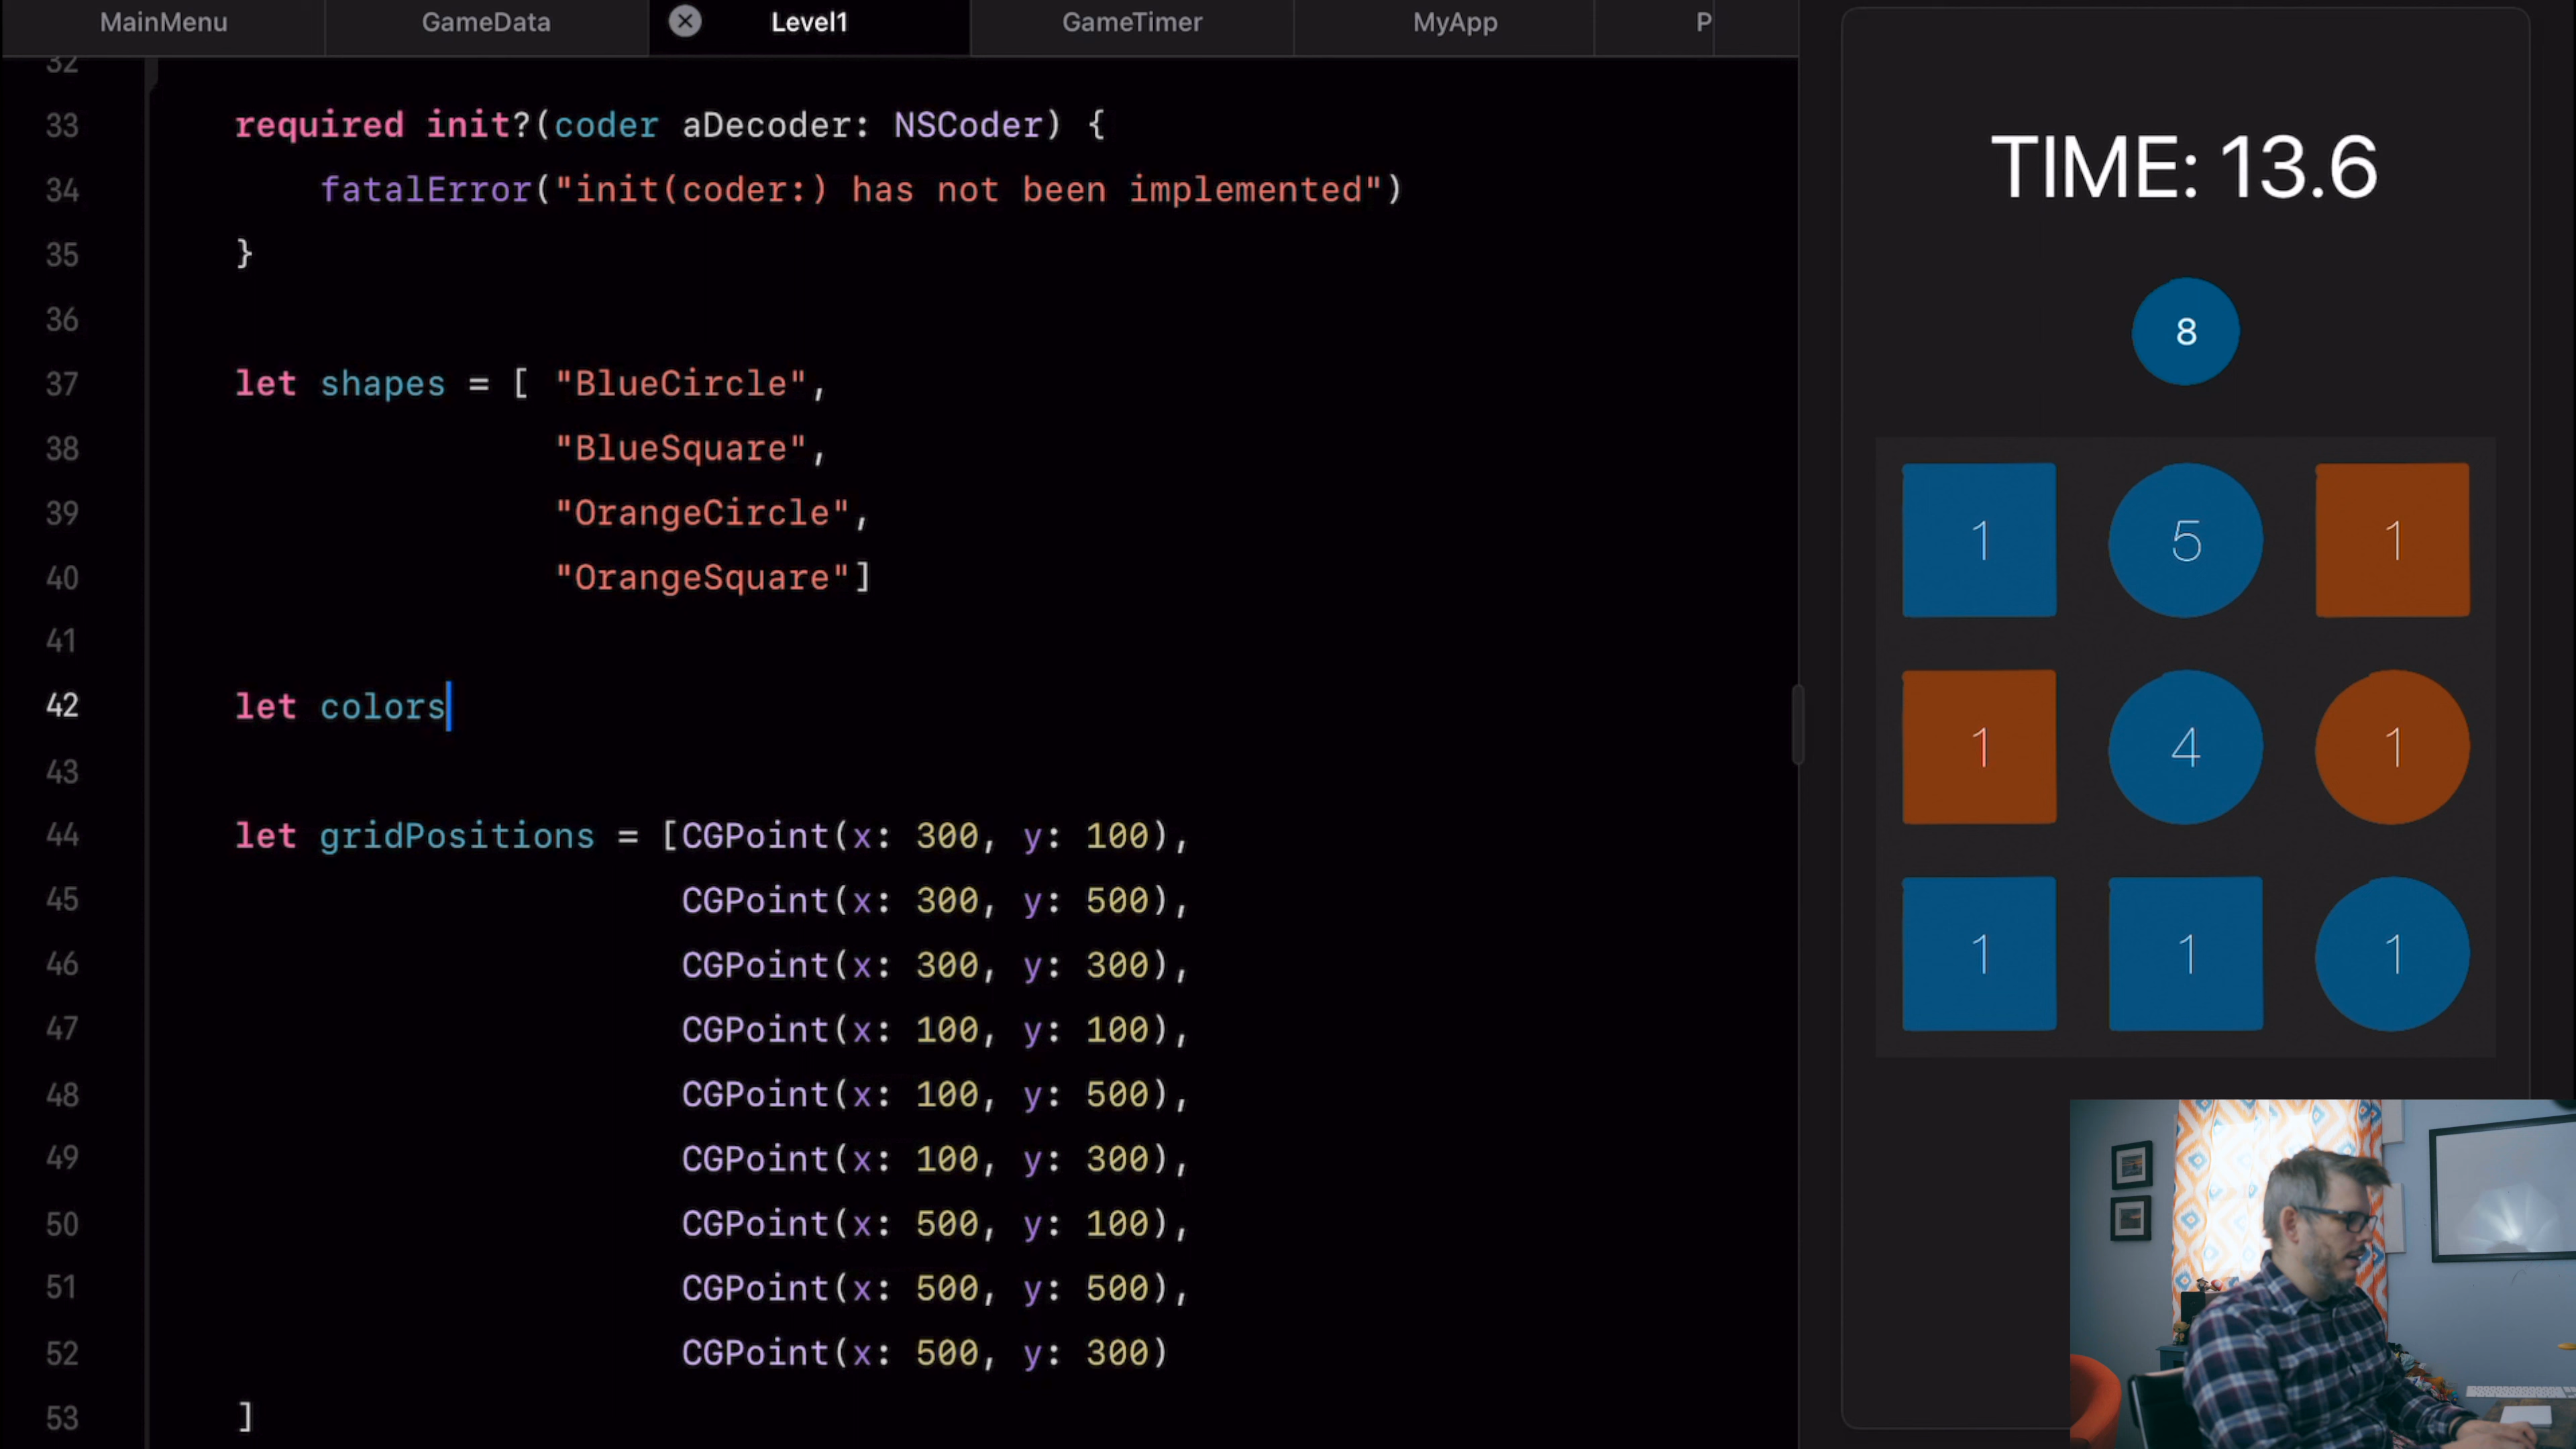 MainMenu GameData Level1 GameTimer MyApp P
32
33 required init?(coder aDecoder: NSCoder) {
34 fatalError("init(coder:) has not been implemented")
35 }
36
37 let shapes = [ "BlueCircle",
38 "BlueSquare",
39 "OrangeCircle",
40 "OrangeSquare"]
41
42 let colors
43
44 let gridPositions = [CGPoint(x: 300, y: 100),
45 CGPoint(x: 300, y: 500),
46 CGPoint(x: 300, y: 300),
47 CGPoint(x: 100, y: 100),
48 CGPoint(x: 100, y: 500),
49 CGPoint(x: 100, y: 300),
50 CGPoint(x: 500, y: 100),
51 CGPoint(x: 500, y: 500),
52 CGPoint(x: 500, y: 300)
53 ]
TIME: 13.6
8
1 5 1
1 4 1
1 1 1